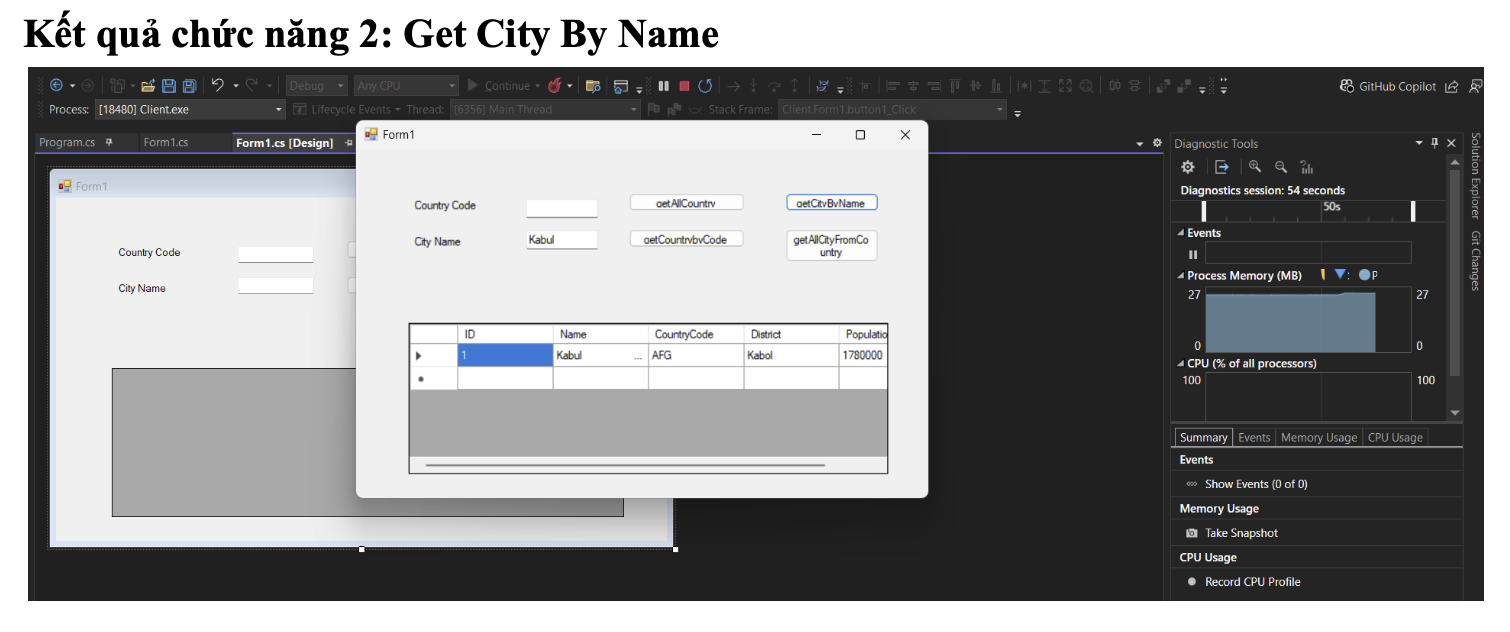 Kết quả chức năng 2: Get City By Name
Debug Any CPU Continue GitHub Copilot
Process: [18480] Client.exe Lifecycle Events Thread: [6356] Main Thread Stack Frame: Client.Form1.button1_Click
Program.cs Form1.cs Form1.cs [Design]
Form1
Country Code
City Name
Form1
Country Code getAllCountry getCityByName
City Name Kabul getCountrybyCode getAllCityFromCo
untry
ID Name CountryCode District Populatio
1 Kabul ... AFG Kabol 1780000
Diagnostic Tools
Diagnostics session: 54 seconds
50s
Events
Process Memory (MB) P
27 27
0 0
CPU (% of all processors)
100 100
Summary Events Memory Usage CPU Usage
Events
Show Events (0 of 0)
Memory Usage
Take Snapshot
CPU Usage
Record CPU Profile
Solution Explorer
Git Changes